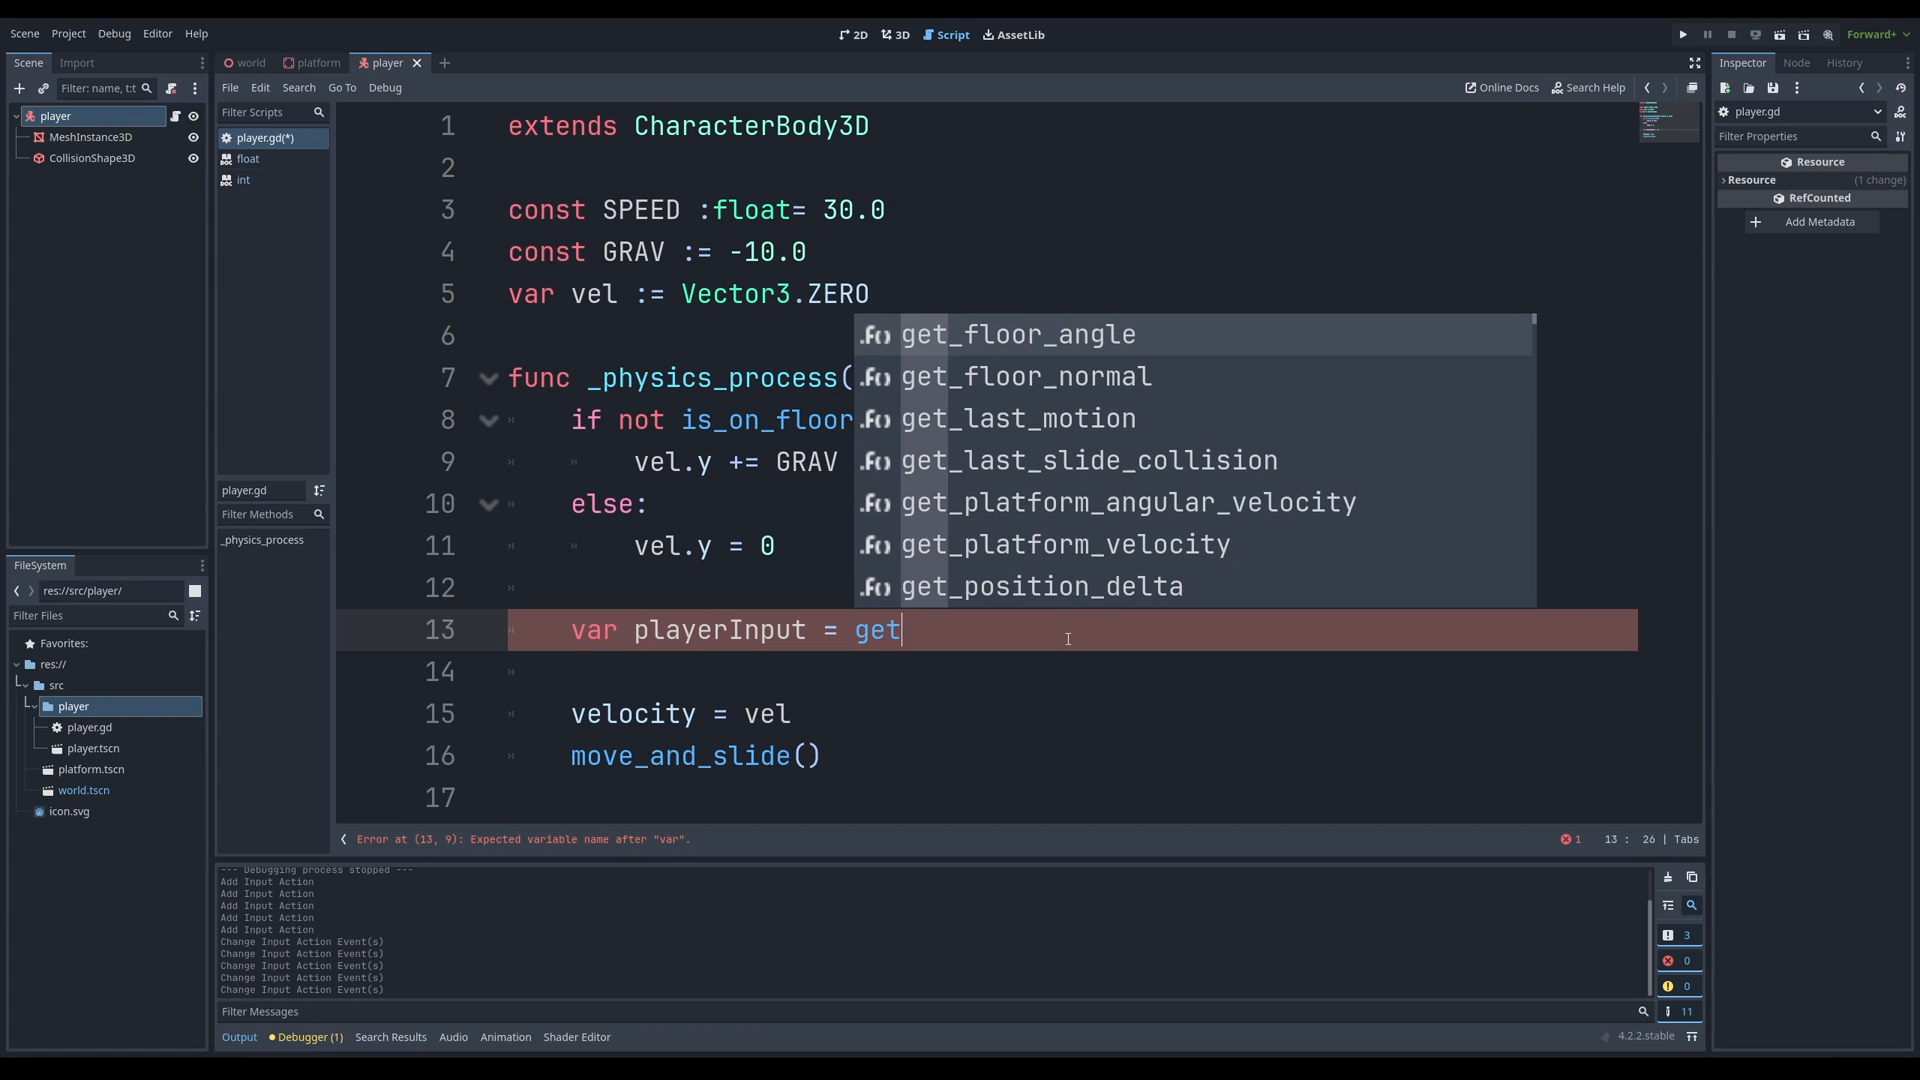 Scene Project Debug Editor Help
2D 3D Script AssetLib
Forward+
Scene Import
world platform player
Inspector Node History
Filter: name, t:t
File Edit Search Go To Debug
Online Docs Search Help
player
MeshInstance3D
CollisionShape3D
Filter Scripts
player.gd(*)
float
int
player.gd
Filter Methods
_physics_process
1 extends CharacterBody3D
2
3 const SPEED :float= 30.0
4 const GRAV := -10.0
5 var vel := Vector3.ZERO
6
7 func _physics_process(
8 if not is_on_floor
9 vel.y += GRAV
10 else:
11 vel.y = 0
12
13 var playerInput = get
14
15 velocity = vel
16 move_and_slide()
17
get_floor_angle
get_floor_normal
get_last_motion
get_last_slide_collision
get_platform_angular_velocity
get_platform_velocity
get_position_delta
Error at (13, 9): Expected variable name after "var".
1 13 : 26 | Tabs
player.gd
Filter Properties
Resource
Resource (1 change)
RefCounted
Add Metadata
FileSystem
res://src/player/
Filter Files
Favorites:
res://
src
player
player.gd
player.tscn
platform.tscn
world.tscn
icon.svg
--- Debugging process stopped ---
Add Input Action
Add Input Action
Add Input Action
Add Input Action
Add Input Action
Change Input Action Event(s)
Change Input Action Event(s)
Change Input Action Event(s)
Change Input Action Event(s)
Change Input Action Event(s)
3
0
0
11
Filter Messages
Output Debugger (1) Search Results Audio Animation Shader Editor
4.2.2.stable